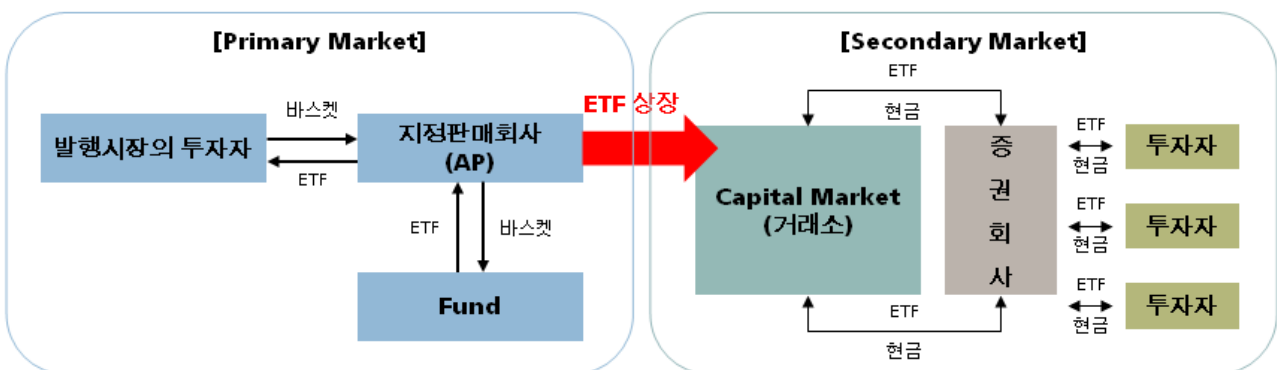 [Primary Market]
발행시장의 투자자
바스켓
ETF
지정판매회사
(AP)
ETF
바스켓
Fund
ETF 상장
[Secondary Market]
ETF
현금
Capital Market
(거래소)
증
권
회
사
ETF
현금
ETF
현금
투자자
ETF
현금
투자자
ETF
현금
투자자